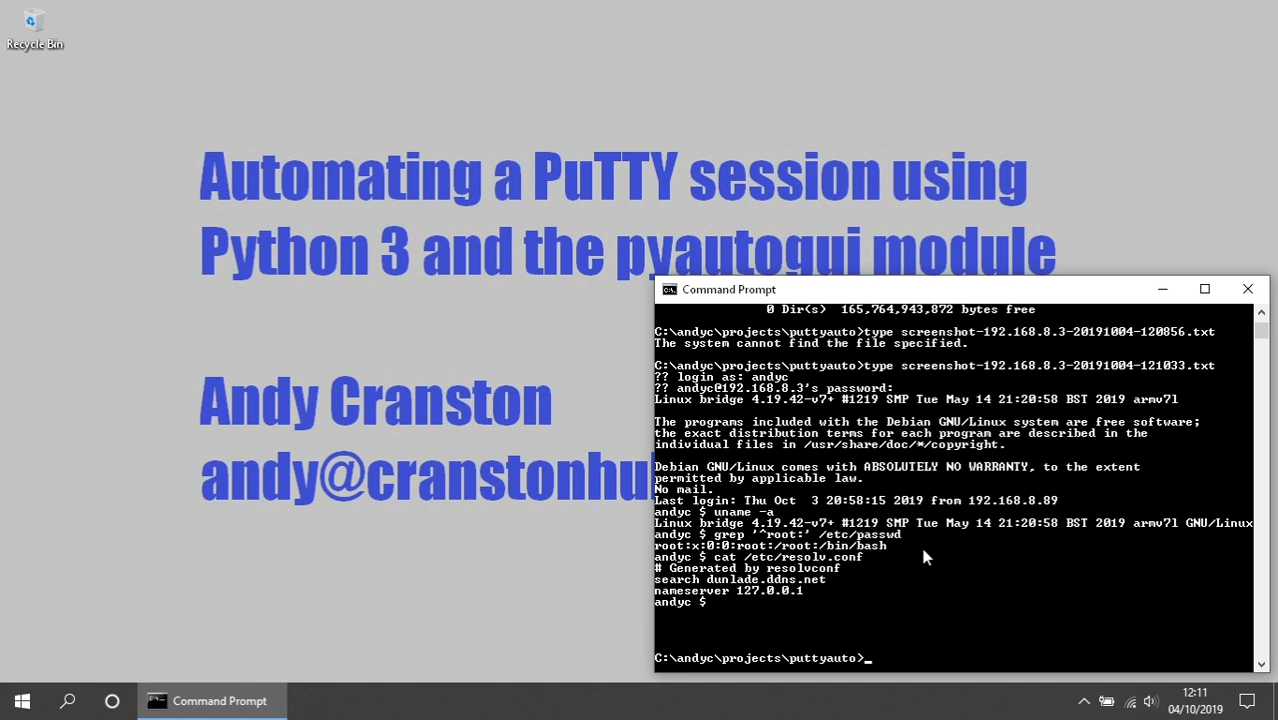 Recycle Bin
Automating a PuTTY session using
Python 3 and the pyautogui module
Andy Cranston
andy@cranstonhu
Command Prompt
0 Dir(s)  165,764,943,872 bytes free
C:\andyc\projects\puttyauto>type screenshot-192.168.8.3-20191004-120856.txt
The system cannot find the file specified.
C:\andyc\projects\puttyauto>type screenshot-192.168.8.3-20191004-121033.txt
?? login as: andyc
?? andyc@192.168.8.3's password:
Linux bridge 4.19.42-v7+ #1219 SMP Tue May 14 21:20:58 BST 2019 armv7l
The programs included with the Debian GNU/Linux system are free software;
the exact distribution terms for each program are described in the
individual files in /usr/share/doc/*/copyright.
Debian GNU/Linux comes with ABSOLUTELY NO WARRANTY, to the extent
permitted by applicable law.
No mail.
Last login: Thu Oct  3 20:58:15 2019 from 192.168.8.89
andyc $ uname -a
Linux bridge 4.19.42-v7+ #1219 SMP Tue May 14 21:20:58 BST 2019 armv7l GNU/Linux
andyc $ grep '^root:' /etc/passwd
root:x:0:0:root:/root:/bin/bash
andyc $ cat /etc/resolv.conf
# Generated by resolvconf
search dunlade.ddns.net
nameserver 127.0.0.1
andyc $
C:\andyc\projects\puttyauto>_
Command Prompt
12:11
04/10/2019